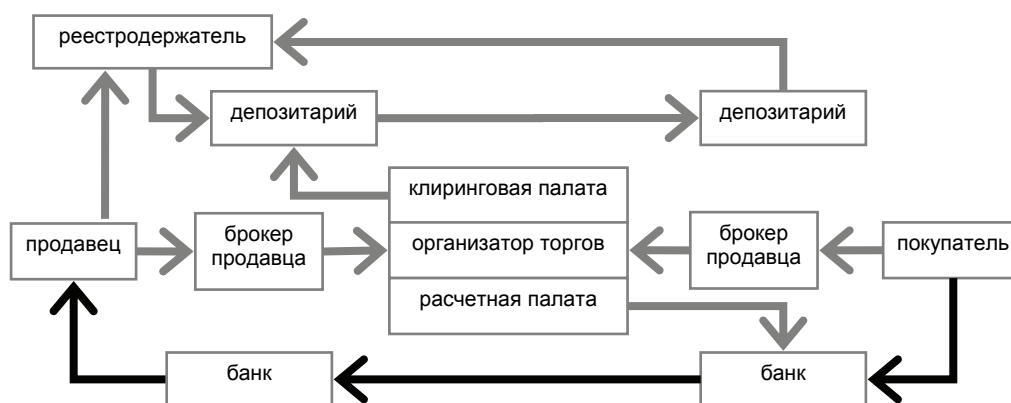 реестродержатель
депозитарий
депозитарий
клиринговая палата
продавец
брокер
продавца
организатор торгов
брокер
продавца
покупатель
расчетная палата
банк
банк